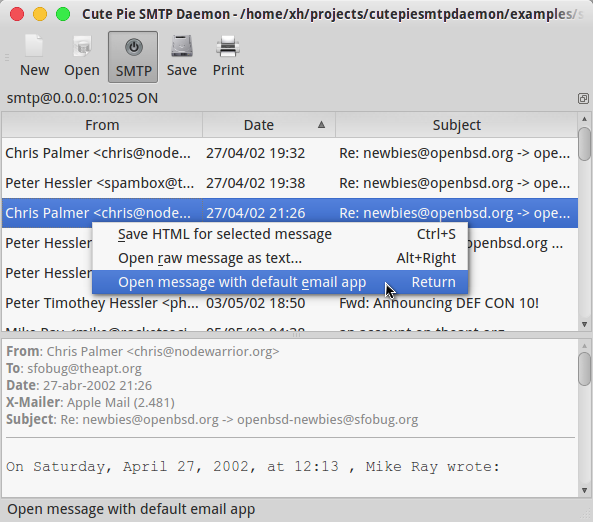 Cute Pie SMTP Daemon - /home/xh/projects/cutepiesmtpdaemon/examples/
New Open SMTP Save Print
smtp@0.0.0.0:1025 ON
From Date Subject
Chris Palmer <chris@node... 27/04/02 19:32 Re: newbies@openbsd.org -> ope...
Peter Hessler <spambox@t... 27/04/02 19:38 Re: newbies@openbsd.org -> ope...
Chris Palmer <chris@node... 27/04/02 21:26 Re: newbies@openbsd.org -> ope...
Save HTML for selected message Ctrl+S
Peter Hessler openbsd.org -> ope...
Open raw message as text... Alt+Right
Peter Hessler
Open message with default email app Return
Peter Timothey Hessler <ph... 03/05/02 18:50 Fwd: Announcing DEF CON 10!
From: Chris Palmer <chris@nodewarrior.org>
To: sfobug@theapt.org
Date: 27-abr-2002 21:26
X-Mailer: Apple Mail (2.481)
Subject: Re: newbies@openbsd.org -> openbsd-newbies@sfobug.org
On Saturday, April 27, 2002, at 12:13 , Mike Ray wrote:
Open message with default email app